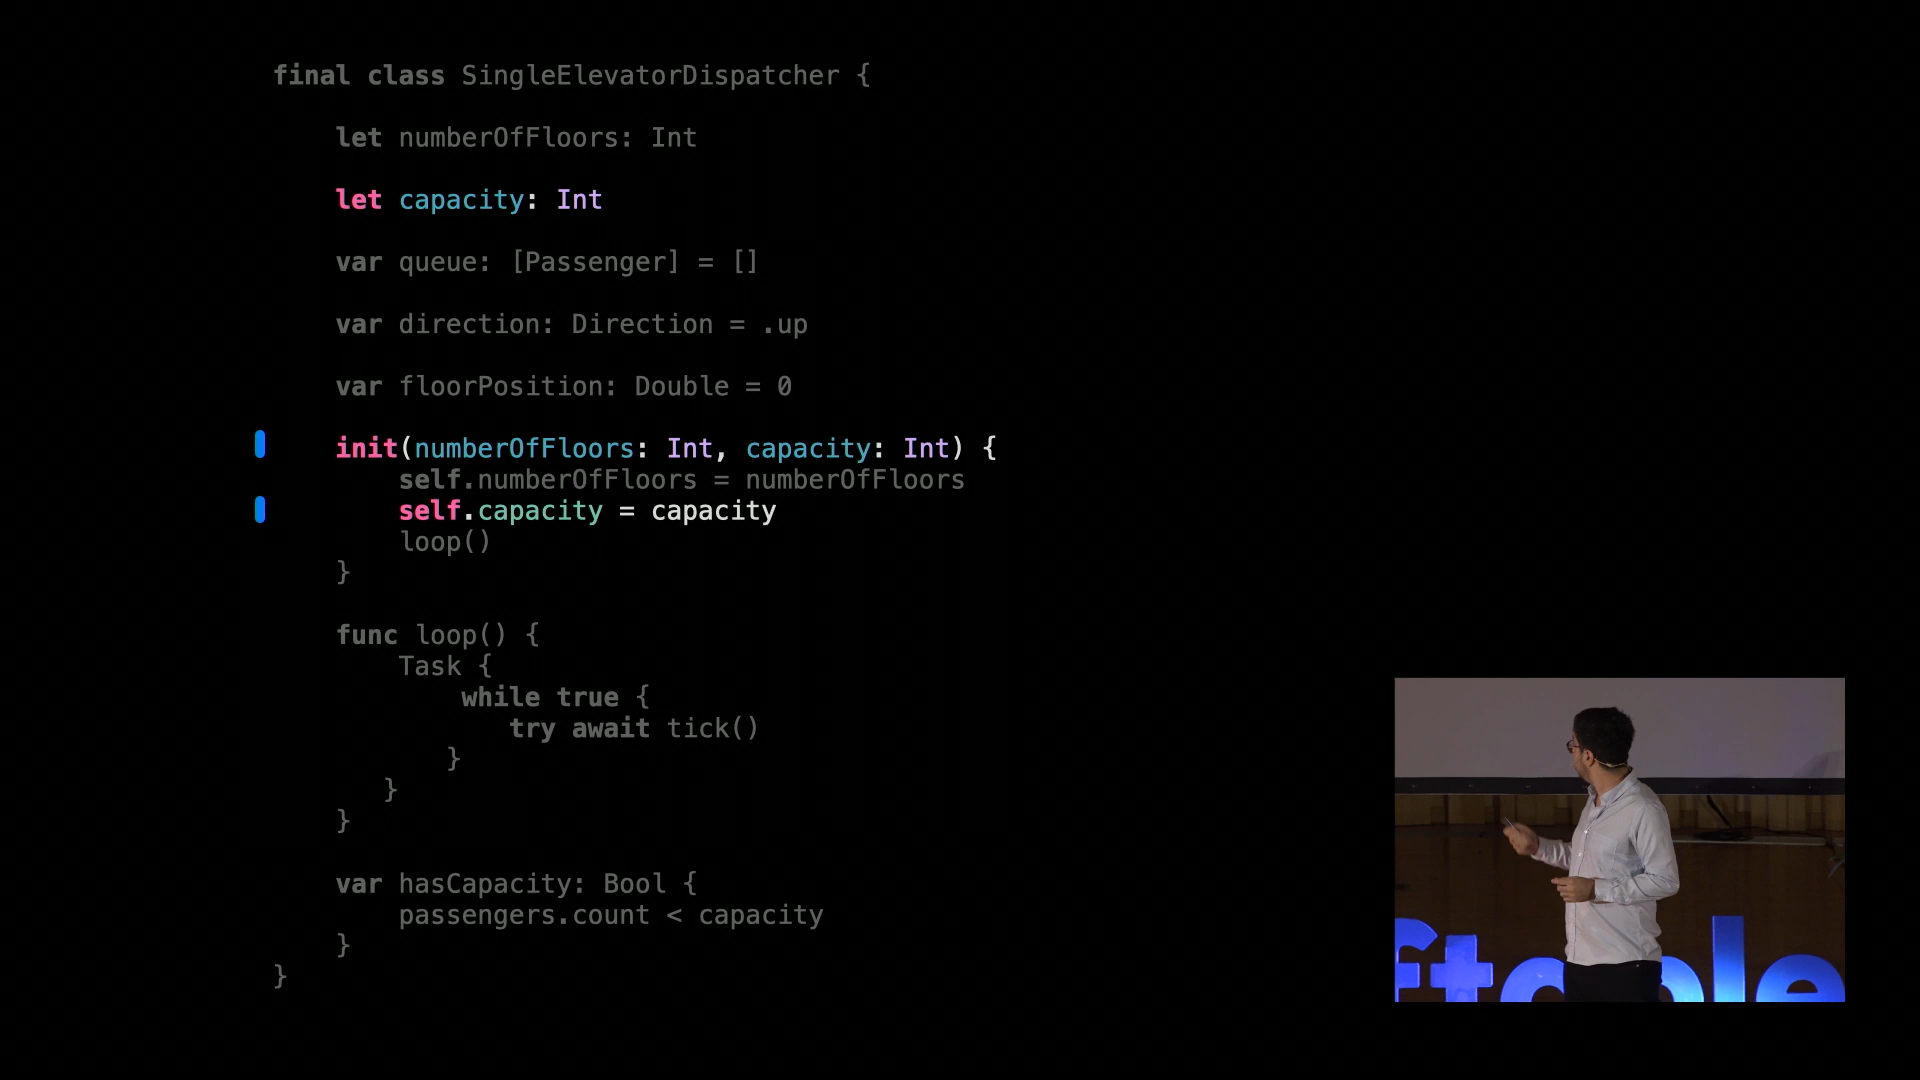 final class SingleElevatorDispatcher {
let numberOfFloors: Int
let capacity: Int
var queue: [Passenger] = []
var direction: Direction = .up
var floorPosition: Double = 0
init(numberOfFloors: Int, capacity: Int) {
self.numberOfFloors = numberOfFloors
self.capacity = capacity
loop()
}
func loop() {
Task {
while true {
try await tick()
}
}
}
var hasCapacity: Bool {
passengers.count < capacity
}
}